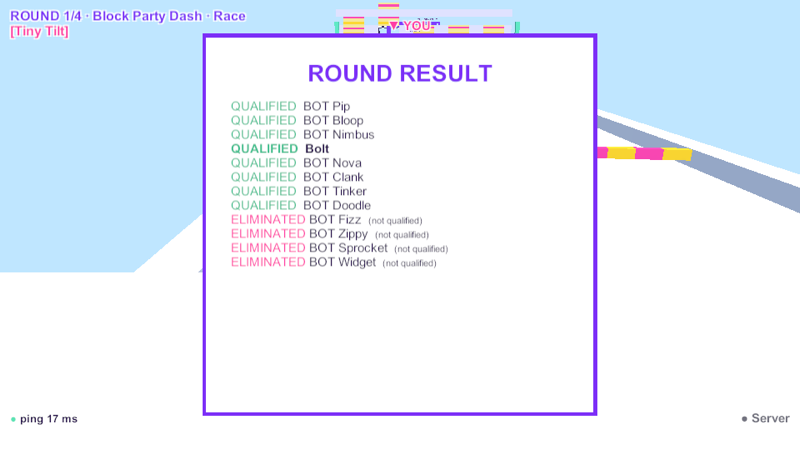 ROUND 1/4 · Block Party Dash · Race
[Tiny Tilt]
▼ YOU
ROUND RESULT
QUALIFIED BOT Pip
QUALIFIED BOT Bloop
QUALIFIED BOT Nimbus
QUALIFIED Bolt
QUALIFIED BOT Nova
QUALIFIED BOT Clank
QUALIFIED BOT Tinker
QUALIFIED BOT Doodle
ELIMINATED BOT Fizz (not qualified)
ELIMINATED BOT Zippy (not qualified)
ELIMINATED BOT Sprocket (not qualified)
ELIMINATED BOT Widget (not qualified)
● ping 17 ms
● Server